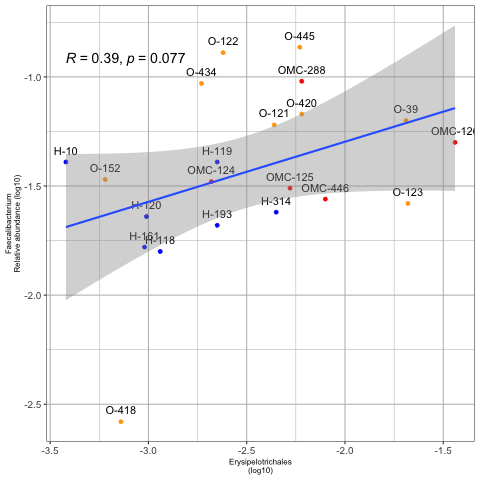 O-445
O-122
R = 0.39, p = 0.077
OMC-288
O-434
-1.0
O-420
O-121
O-39
OMC-126
H-10
H-119
O-152
OMC-124
OMC-125
-1.5
OMC-446
O-123
H-120
H-314
H-193
H-161
H-118
-2.0
O-418
-2.5
-3.5 -3.0 -2.5 -2.0 -1.5
Faecalibacterium
Relative abundance (log10)
Erysipelotrichales
(log10)